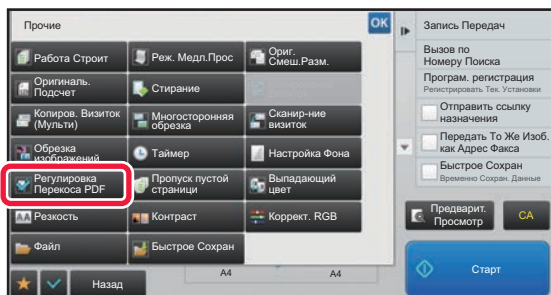 Прочие
OK
Работа Строит
Реж. Медл.Прос
Ориг.
Смеш.Разм.
Оригиналь.
Подсчет
Стирание
Копиров. Визиток
(Мульти)
Многосторонняя
обрезка
Сканир-ние
визиток
Обрезка
изображений
Таймер
Настройка Фона
Регулировка
Перекоса PDF
Пропуск пустой
страници
Выпадающий
цвет
Резкость
Контраст
Коррект. RGB
Файл
Быстрое Сохран
Назад
A4
A4
Запись Передач
Вызов по
Номеру Поиска
Програм. регистрация
Регистрировать Тек. Установки
Отправить ссылку
назначения
Передать То Же Изоб.
как Адрес Факса
Быстрое Сохран
Временно Сохран. Данные
Предварит.
Просмотр
CA
Старт